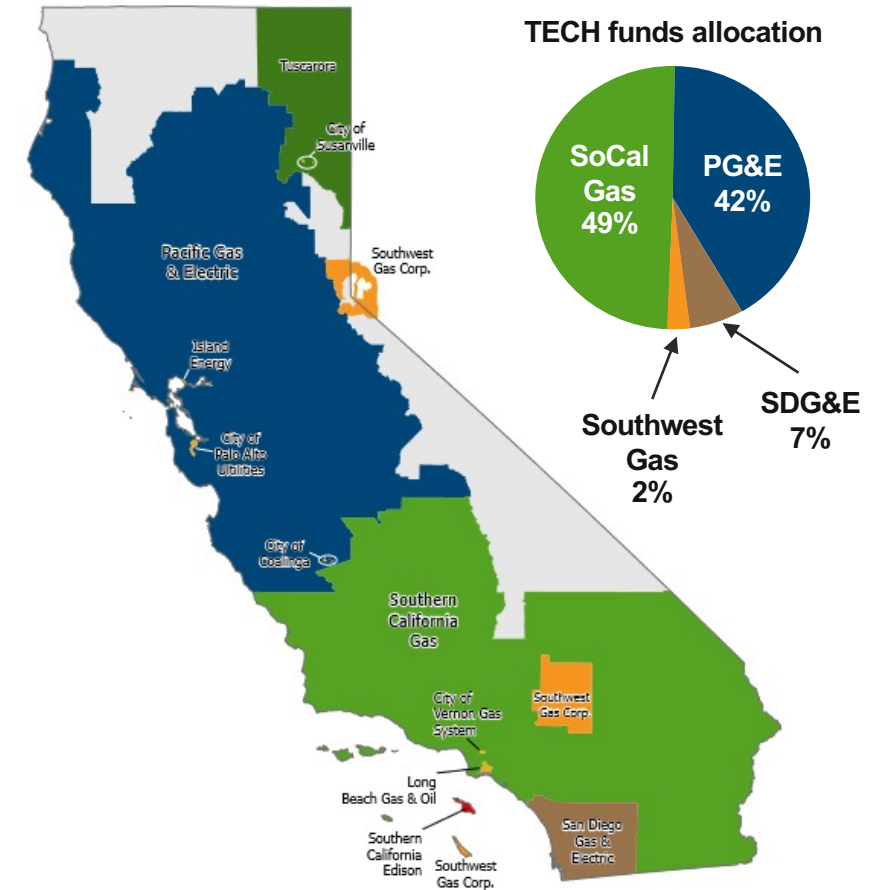 TECH funds allocation
SoCal
Gas
49%
PG&E
42%
Southwest
Gas
2%
SDG&E
7%
Tuscarora
City of
Susanville
Pacific Gas
& Electric
Southwest
Gas Corp.
Island
Energy
City of
Palo Alto
Ultilities
City of
Coalinga
Southern
California
Gas
City of
Vernon Gas
System
Southwest
Gas Corp.
Long
Beach Gas & Oil
Southern
California
Edison
Southwest
Gas Corp.
San Diego
Gas &
Electric